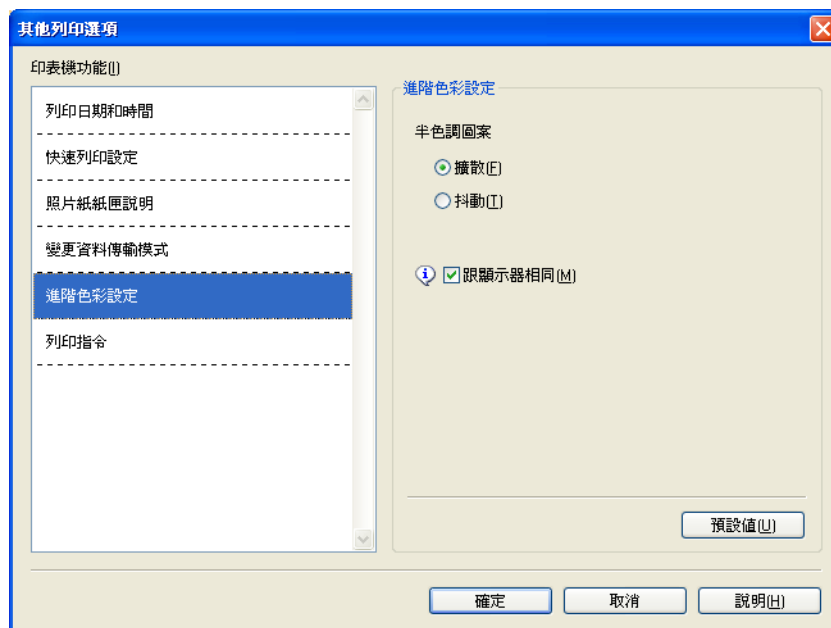 其他列印選項
印表機功能(I)
列印日期和時間
快速列印設定
照片紙紙匣說明
變更資料傳輸模式
進階色彩設定
列印指令
進階色彩設定
半色調圖案
擴散(F)
抖動(T)
跟顯示器相同(M)
預設值(U)
確定
取消
說明(H)